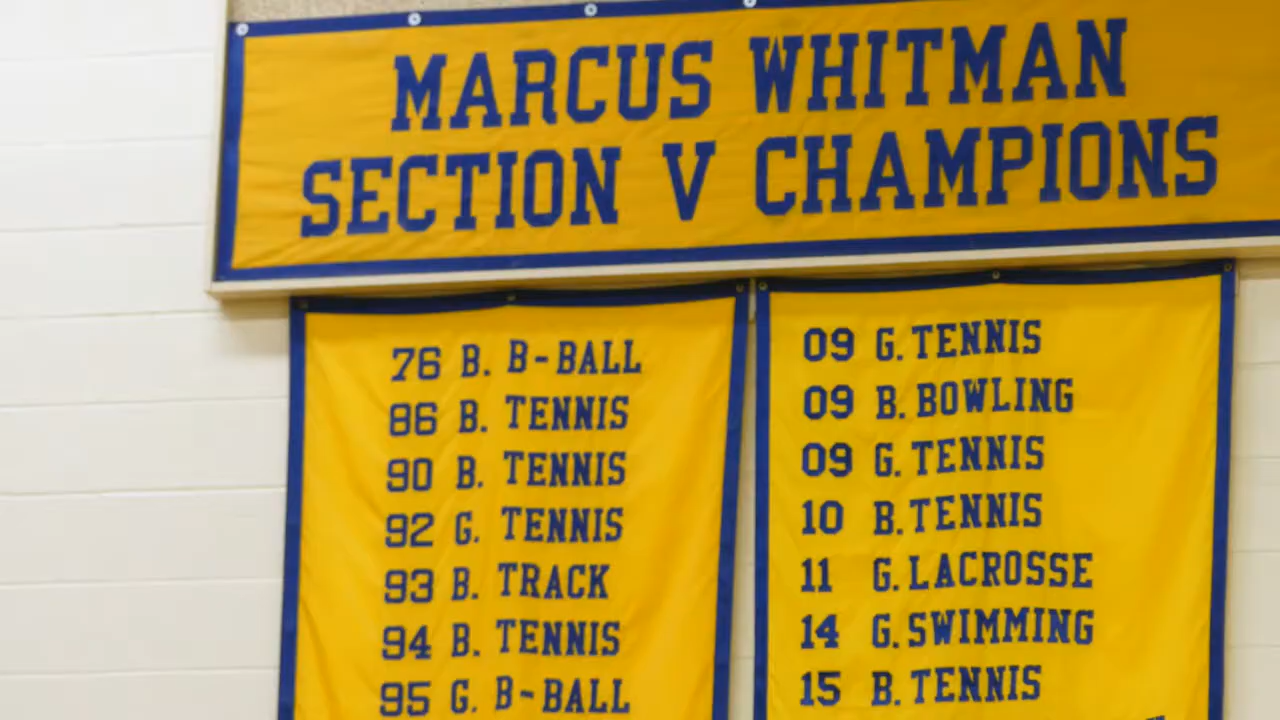 MARCUS WHITMAN
SECTION V CHAMPIONS
76 B. B-BALL
86 B. TENNIS
90 B. TENNIS
92 G. TENNIS
93 B. TRACK
94 B. TENNIS
95 G. B-BALL
09 G. TENNIS
09 B. BOWLING
09 G. TENNIS
10 B. TENNIS
11 G. LACROSSE
14 G. SWIMMING
15 B. TENNIS